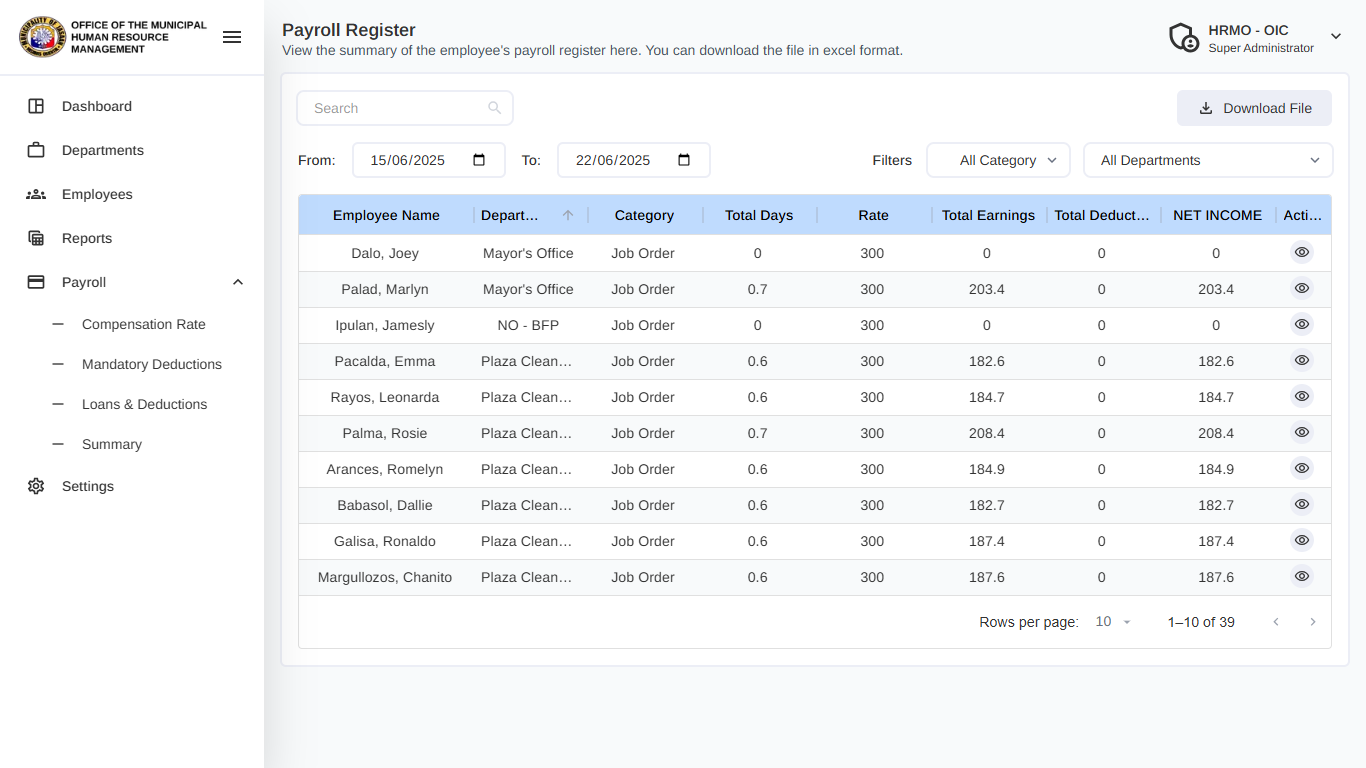 OFFICE OF THE MUNICIPAL
HUMAN RESOURCE
MANAGEMENT
Dashboard
Departments
Employees
Reports
Payroll
Compensation Rate
Mandatory Deductions
Loans & Deductions
Summary
Settings
Payroll Register
View the summary of the employee's payroll register here. You can download the file in excel format.
HRMO - OIC
Super Administrator
Search
Download File
From: 15/06/2025 To: 22/06/2025 Filters All Category All Departments
Employee Name Depart... Category Total Days Rate Total Earnings Total Deduct... NET INCOME Acti...
Dalo, Joey Mayor's Office Job Order 0 300 0 0 0
Palad, Marlyn Mayor's Office Job Order 0.7 300 203.4 0 203.4
Ipulan, Jamesly NO - BFP Job Order 0 300 0 0 0
Pacalda, Emma Plaza Clean... Job Order 0.6 300 182.6 0 182.6
Rayos, Leonarda Plaza Clean... Job Order 0.6 300 184.7 0 184.7
Palma, Rosie Plaza Clean... Job Order 0.7 300 208.4 0 208.4
Arances, Romelyn Plaza Clean... Job Order 0.6 300 184.9 0 184.9
Babasol, Dallie Plaza Clean... Job Order 0.6 300 182.7 0 182.7
Galisa, Ronaldo Plaza Clean... Job Order 0.6 300 187.4 0 187.4
Margullozos, Chanito Plaza Clean... Job Order 0.6 300 187.6 0 187.6
Rows per page: 10 1–10 of 39